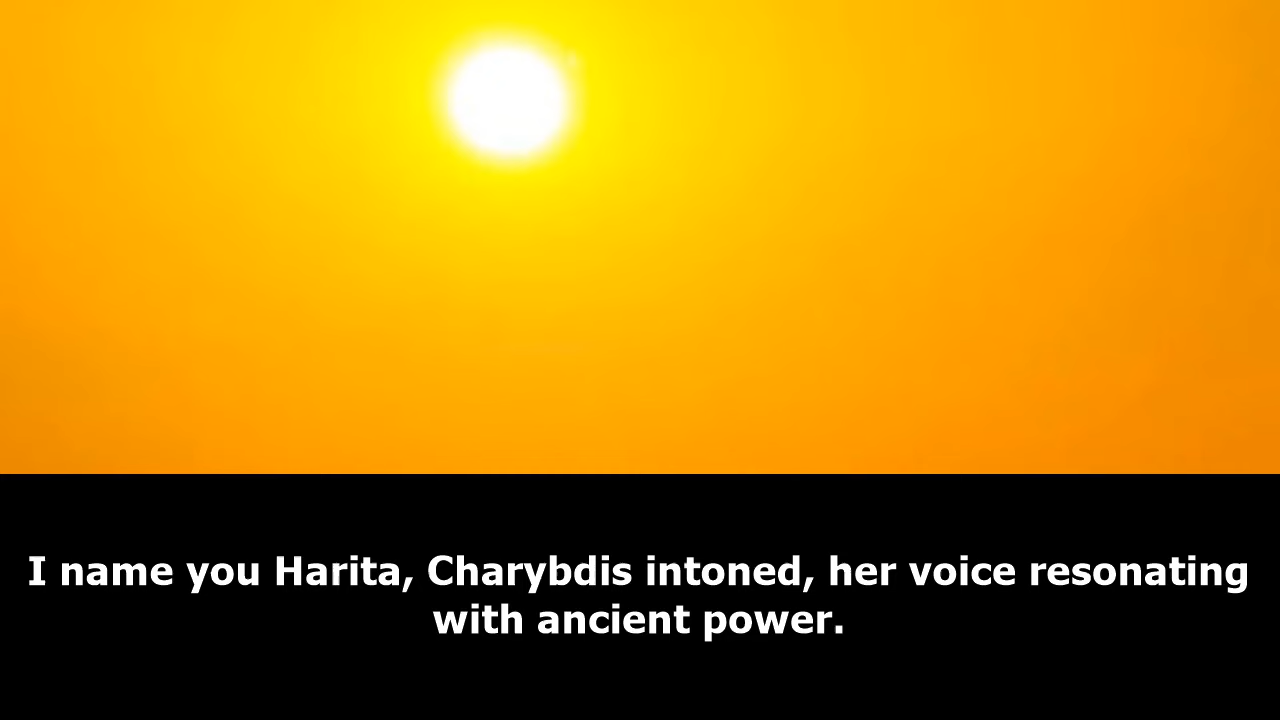 I name you Harita, Charybdis intoned, her voice resonating
with ancient power.